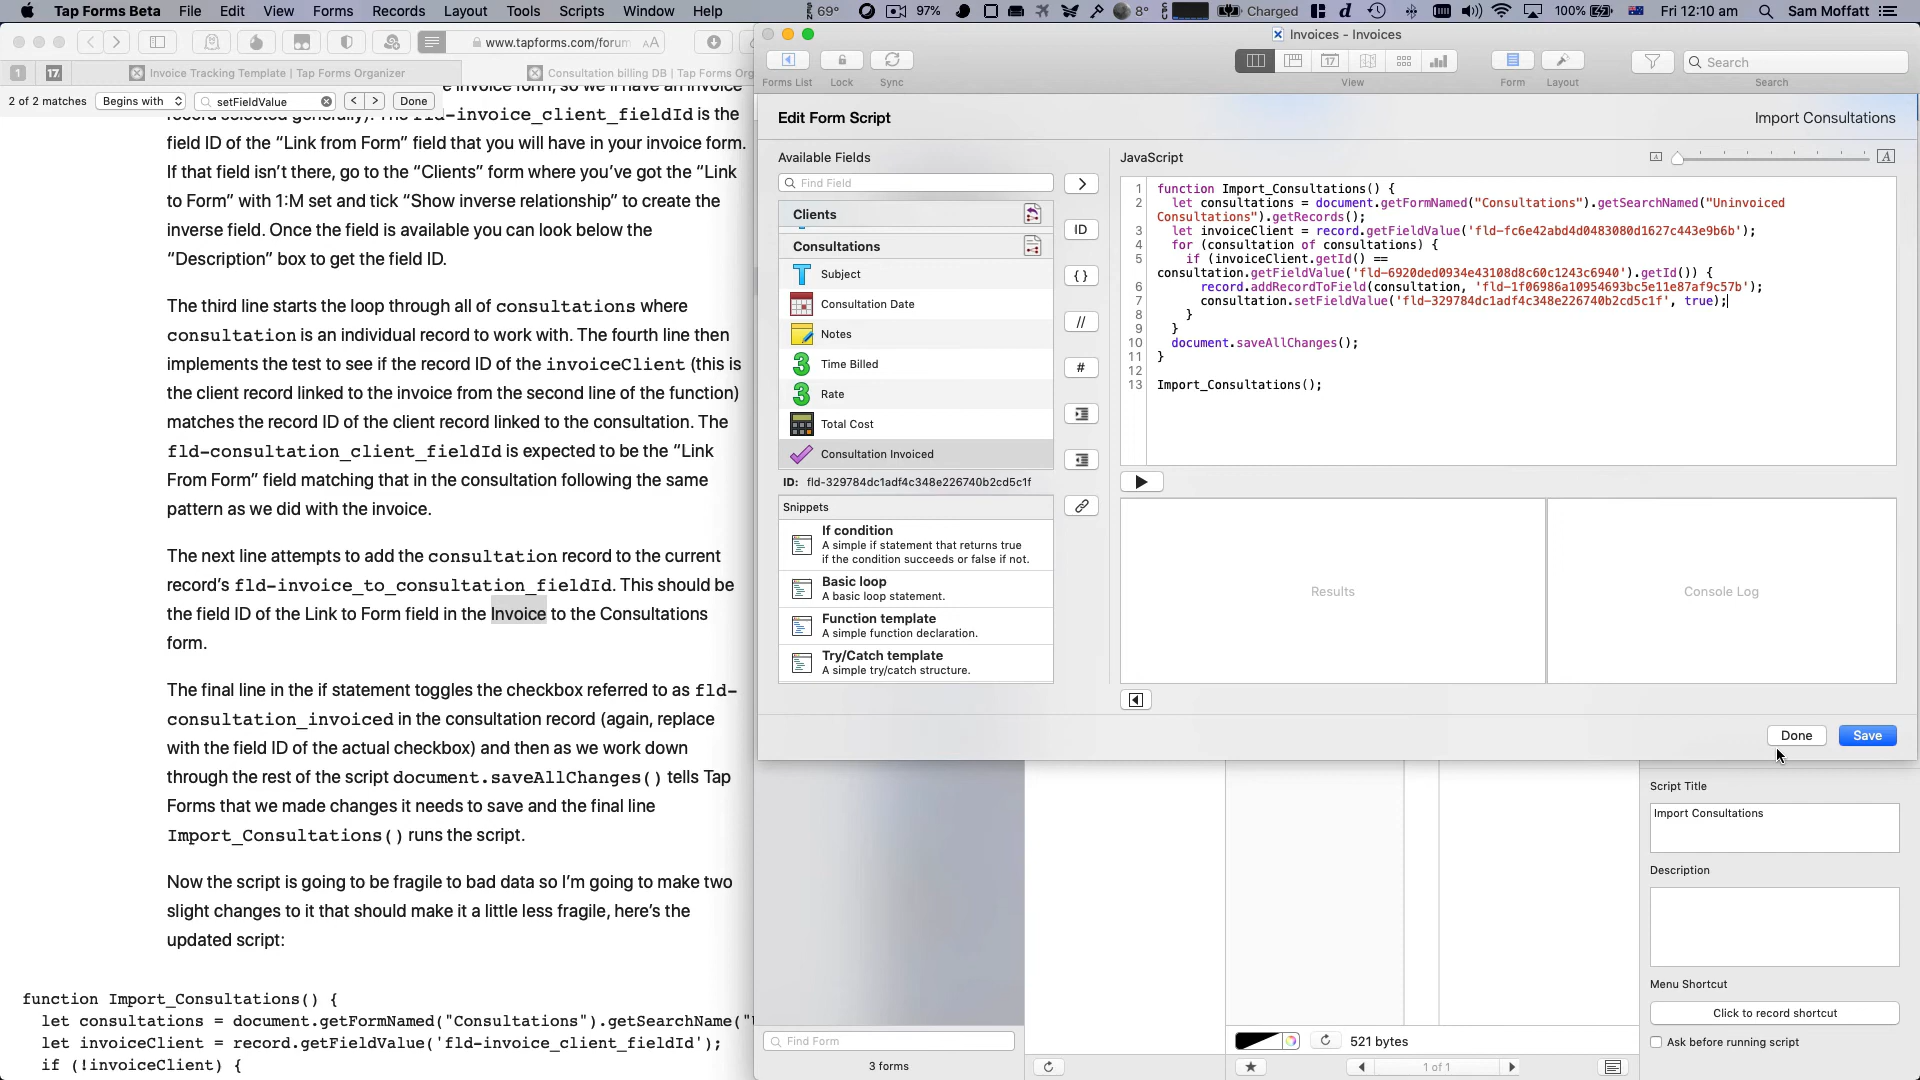 Tap Forms Beta File Edit View Forms Records Layout Tools Scripts Window Help
69° 97% 8° Charged 100% Fri 12:10 am Sam Moffatt
www.tapforms.com/forum
Invoice Tracking Template | Tap Forms Organizer
Consultation billing DB | Tap Forms Org
2 of 2 matches Begins with setFieldValue Done
record selected generally). The fld-invoice_client_fieldId is the
field ID of the “Link from Form” field that you will have in your invoice form.
If that field isn’t there, go to the “Clients” form where you’ve got the “Link
to Form” with 1:M set and tick “Show inverse relationship” to create the
inverse field. Once the field is available you can look below the
“Description” box to get the field ID.
The third line starts the loop through all of consultations where
consultation is an individual record to work with. The fourth line then
implements the test to see if the record ID of the invoiceClient (this is
the client record linked to the invoice from the second line of the function)
matches the record ID of the client record linked to the consultation. The
fld-consultation_client_fieldId is expected to be the “Link
From Form” field matching that in the consultation following the same
pattern as we did with the invoice.
The next line attempts to add the consultation record to the current
record’s fld-invoice_to_consultation_fieldId. This should be
the field ID of the Link to Form field in the Invoice to the Consultations
form.
The final line in the if statement toggles the checkbox referred to as fld-
consultation_invoiced in the consultation record (again, replace
with the field ID of the actual checkbox) and then as we work down
through the rest of the script document.saveAllChanges() tells Tap
Forms that we made changes it needs to save and the final line
Import_Consultations() runs the script.
Now the script is going to be fragile to bad data so I’m going to make two
slight changes to it that should make it a little less fragile, here’s the
updated script:
function Import_Consultations() {
let consultations = document.getFormNamed("Consultations").getSearchName("
let invoiceClient = record.getFieldValue('fld-invoice_client_fieldId');
if (!invoiceClient) {
Invoices - Invoices
Forms List Lock Sync View Form Layout Search
Search
Edit Form Script
Import Consultations
Available Fields
Find Field
Clients
Consultations
Subject
Consultation Date
Notes
3 Time Billed
3 Rate
Total Cost
Consultation Invoiced
ID: fld-329784dc1adf4c348e226740b2cd5c1f
Snippets
If condition
A simple if statement that returns true
if the condition succeeds or false if not.
Basic loop
A basic loop statement.
Function template
A simple function declaration.
Try/Catch template
A simple try/catch structure.
ID
{ }
//
#
JavaScript
A A
1 function Import_Consultations() {
2 let consultations = document.getFormNamed("Consultations").getSearchNamed("Uninvoiced
Consultations").getRecords();
3 let invoiceClient = record.getFieldValue('fld-fc6e42abd4d0483080d1627c443e9b6b');
4 for (consultation of consultations) {
5 if (invoiceClient.getId() ==
consultation.getFieldValue('fld-6920ded0934e43108d8c60c1243c6940').getId()) {
6 record.addRecordToField(consultation, 'fld-1f06986a10954693bc5e11e87af9c57b');
7 consultation.setFieldValue('fld-329784dc1adf4c348e226740b2cd5c1f', true);
8 }
9 }
10 document.saveAllChanges();
11 }
12
13 Import_Consultations();
Results
Console Log
Done Save
Script Title
Import Consultations
Description
Menu Shortcut
Click to record shortcut
Ask before running script
Find Form
3 forms
521 bytes
1 of 1